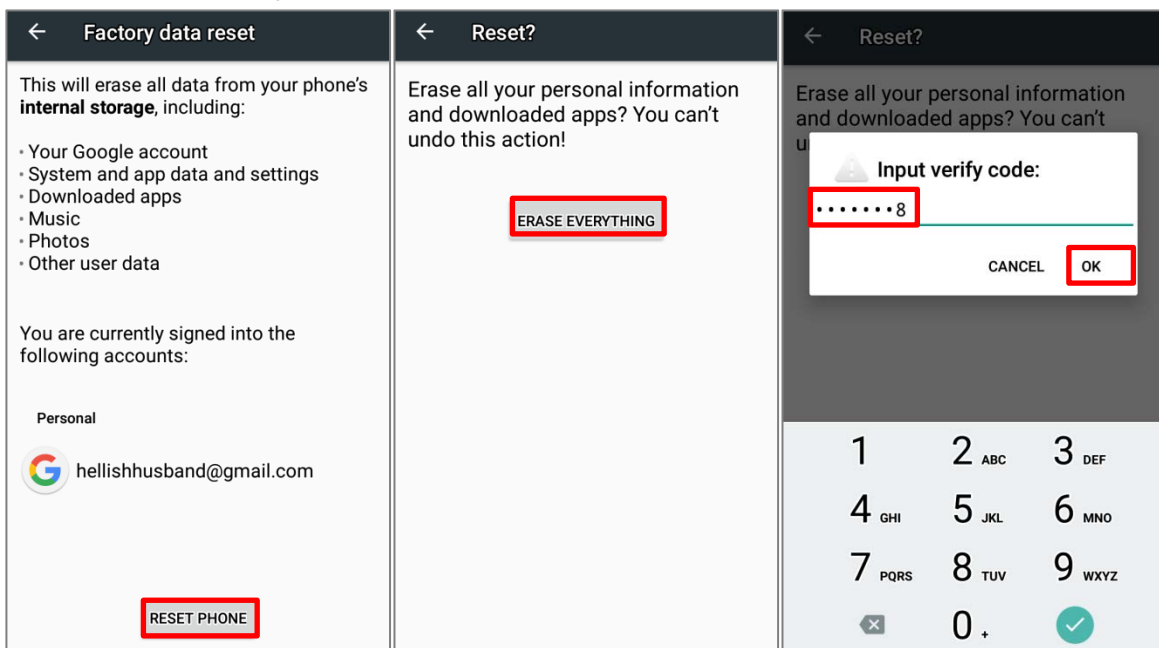 Factory data reset
This will erase all data from your phone's
internal storage, including:
• Your Google account
• System and app data and settings
• Downloaded apps
• Music
• Photos
• Other user data
You are currently signed into the
following accounts:
Personal
hellishhusband@gmail.com
RESET PHONE
Reset?
Erase all your personal information
and downloaded apps? You can't
undo this action!
ERASE EVERYTHING
Reset?
Erase all your personal information
and downloaded apps? You can't
u
Input verify code:
•••••••8
CANCEL OK
1 2 ABC 3 DEF
4 GHI 5 JKL 6 MNO
7 PQRS 8 TUV 9 WXYZ
0 +